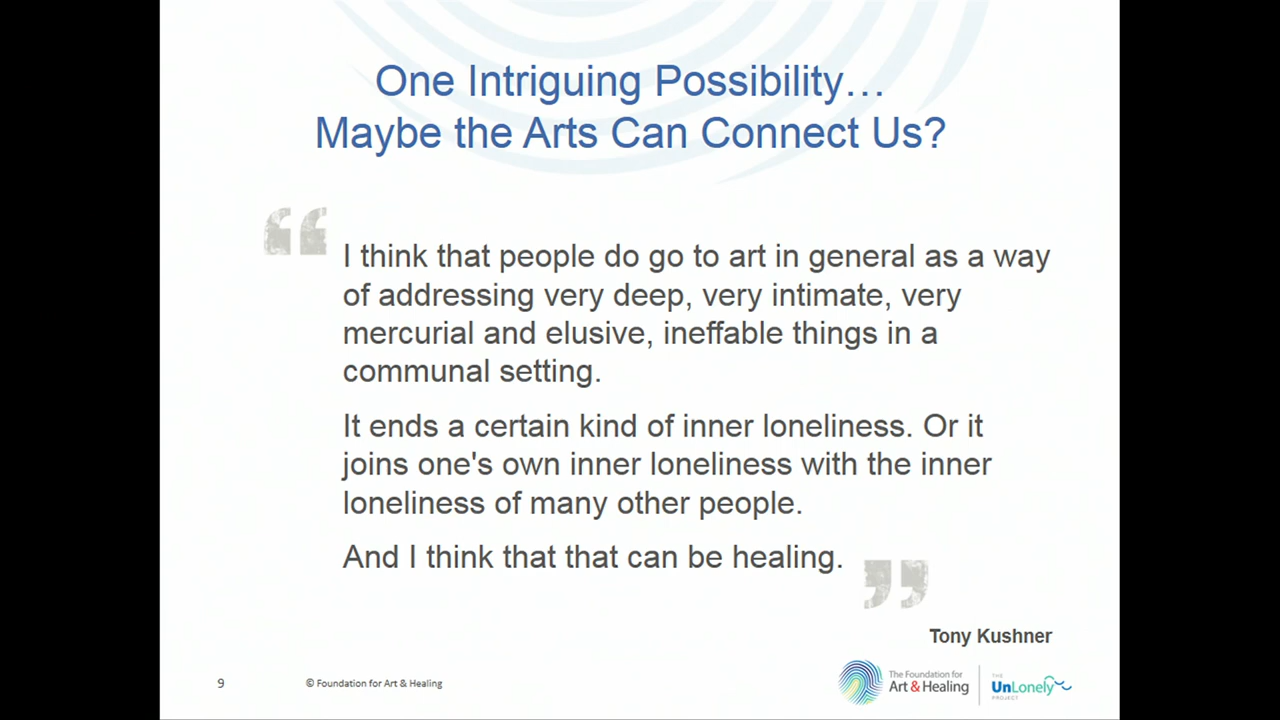 One Intriguing Possibility…
Maybe the Arts Can Connect Us?
“
I think that people do go to art in general as a way
of addressing very deep, very intimate, very
mercurial and elusive, ineffable things in a
communal setting.
It ends a certain kind of inner loneliness. Or it
joins one's own inner loneliness with the inner
loneliness of many other people.
And I think that that can be healing.
”
Tony Kushner
9
© Foundation for Art & Healing
The Foundation for
Art & Healing
THE
UnLonely
PROJECT